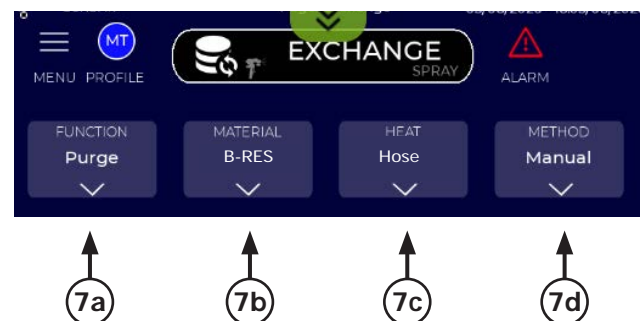 EXCHANGE
SPRAY
MT
MENU PROFILE
ALARM
FUNCTION MATERIAL HEAT METHOD
Purge B-RES Hose Manual
7a 7b 7c 7d